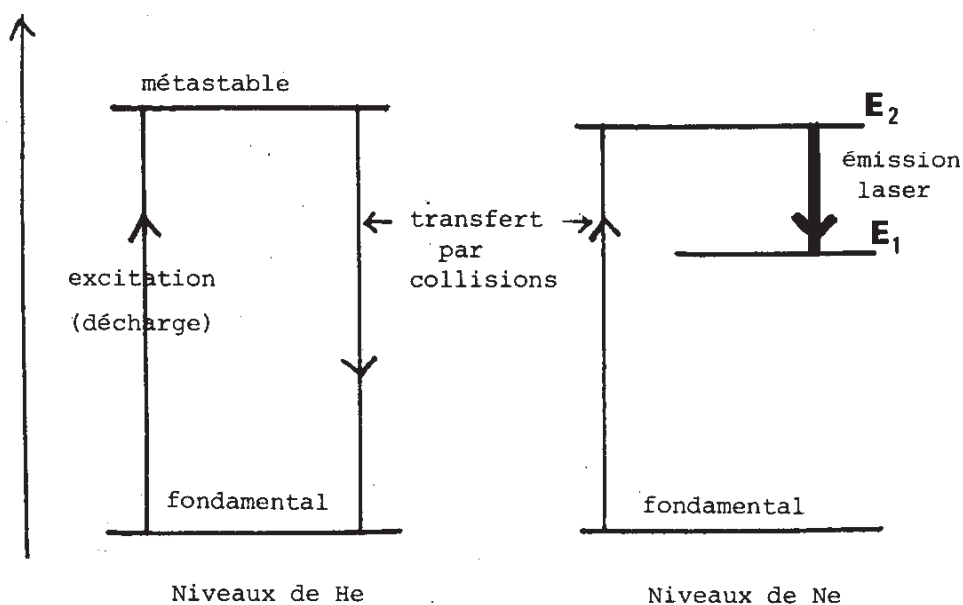 métastable
excitation
(décharge)
fondamental
Niveaux de He
transfert
par
collisions
E₂
émission
laser
E₁
fondamental
Niveaux de Ne